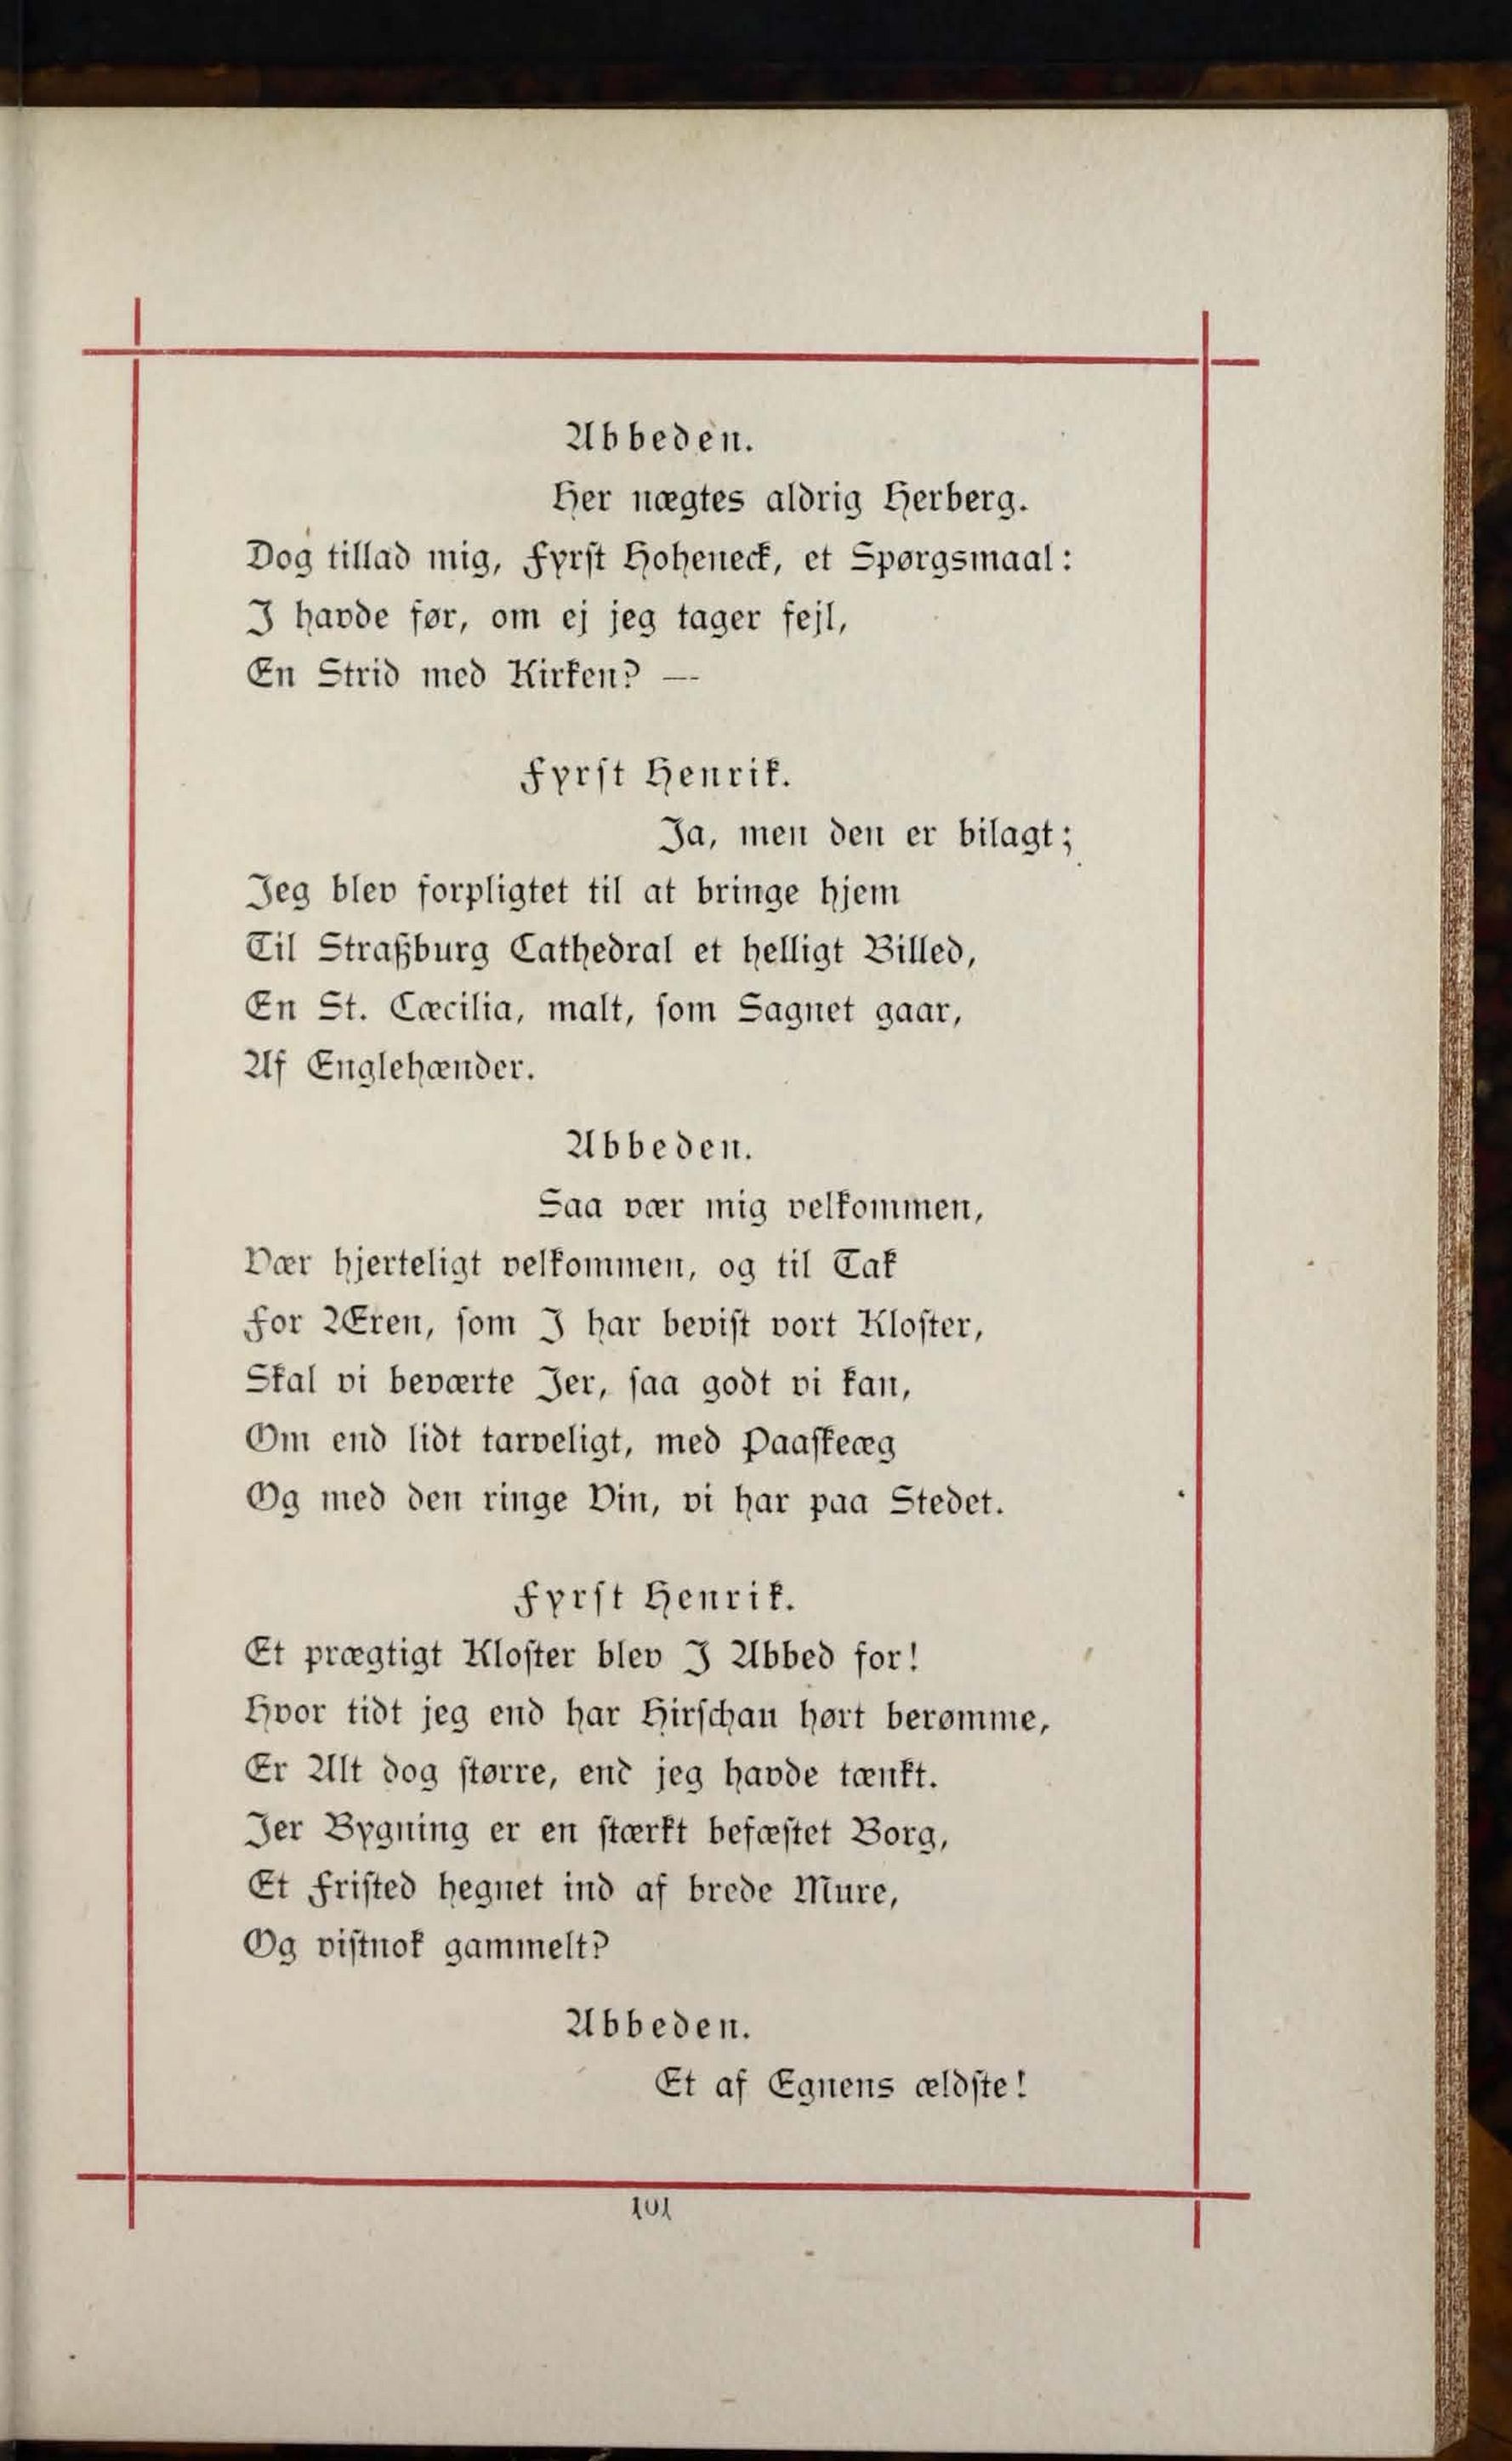 Abbeden.
Her nægtes aldrig Herberg.
Dog tillad mig, Fyrst Hoheneck, et Spørgsmaal:
I havde før, om ej jeg tager fejl,
En Strid med Kirken? —
Fyrst Henrik.
Ja, men den er bilagt;
Jeg blev forpligtet til at bringe hjem
Til Straßburg Cathedral et helligt Billed,
En St. Cæcilia, malt, som Sagnet gaar,
Af Englehænder.
Abbeden.
Saa vær mig velkommen,
Vær hjerteligt velkommen, og til Tak
For Æren, som I har bevist vort Kloster,
Skal vi beværte Jer, saa godt vi kan,
Om end lidt tarveligt, med Paaskeæg
Og med den ringe Vin, vi har paa Stedet.
Fyrst Henrik.
Et prægtigt Kloster blev I Abbed for!
Hvor tidt jeg end har Hirschau hørt berømme,
Er Alt dog større, end jeg havde tænkt.
Jer Bygning er en stærkt befæstet Borg,
Et Fristed hegnet ind af brede Mure,
Og vistnok gammelt?
Abbeden.
Et af Egnens ældste!
101